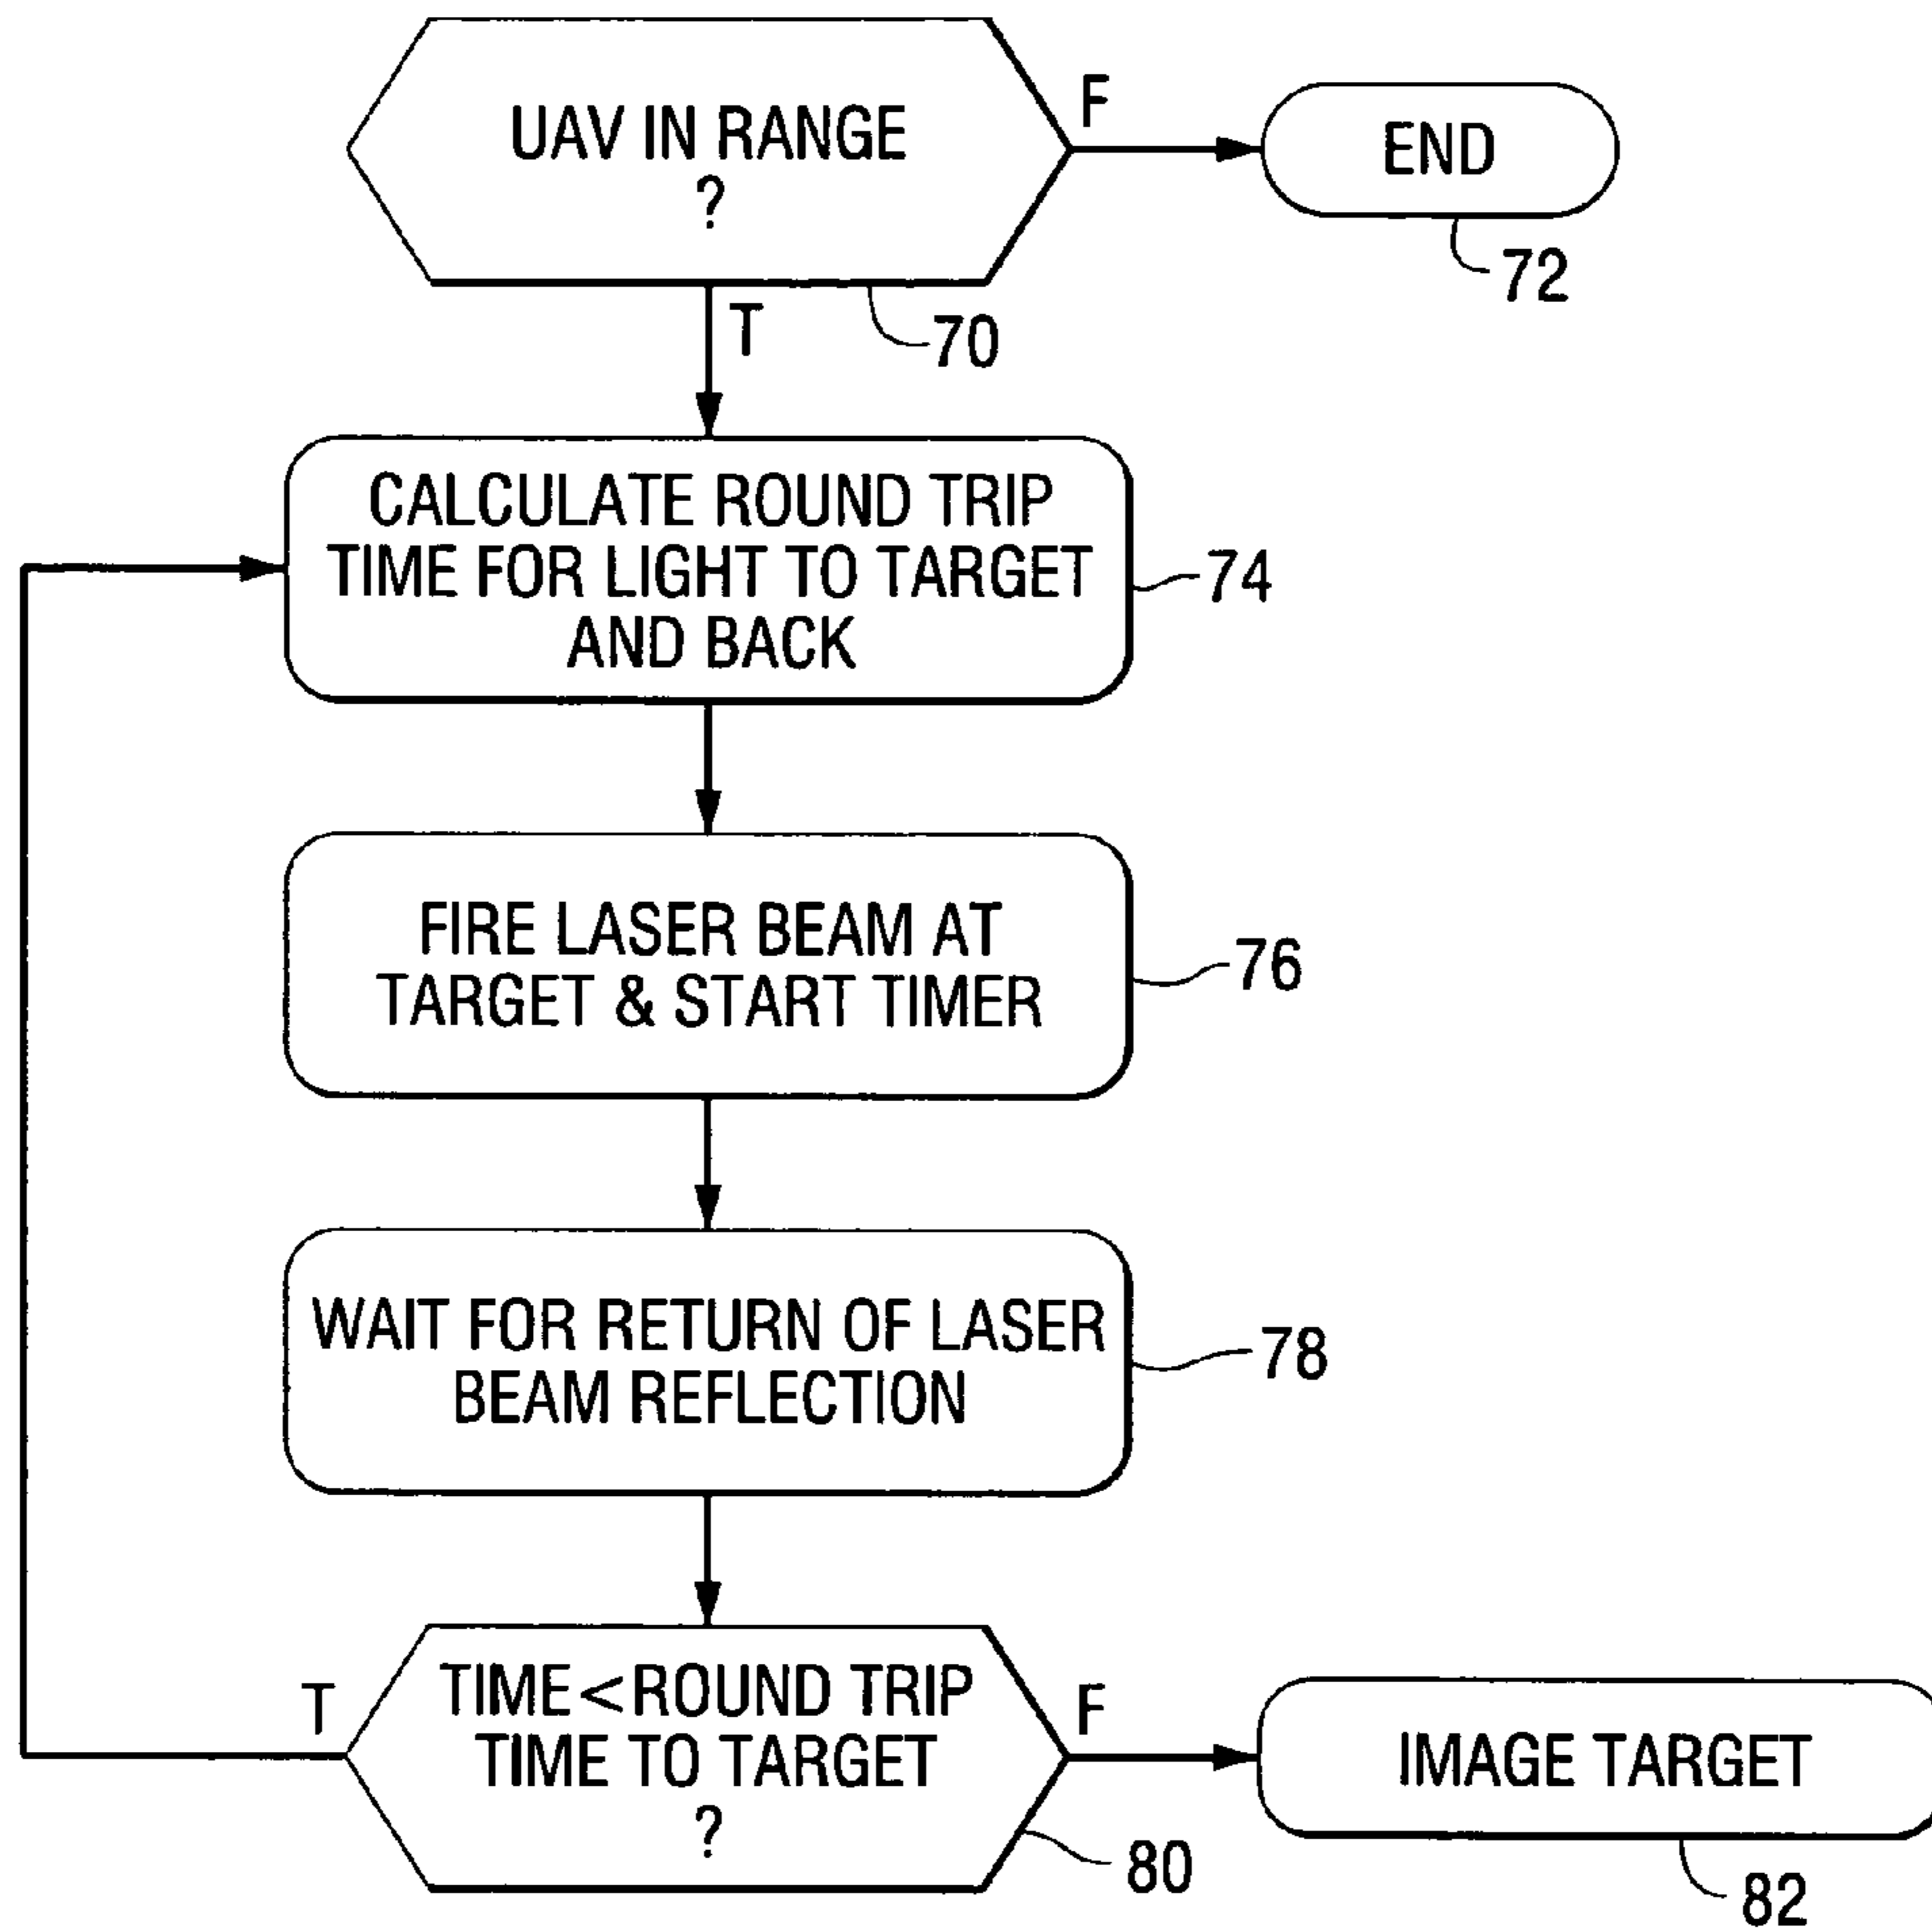 UAV IN RANGE
?
F
END
72
T
70
CALCULATE ROUND TRIP
TIME FOR LIGHT TO TARGET
AND BACK
74
FIRE LASER BEAM AT
TARGET & START TIMER
76
WAIT FOR RETURN OF LASER
BEAM REFLECTION
78
T
TIME<ROUND TRIP
TIME TO TARGET
?
F
80
IMAGE TARGET
82